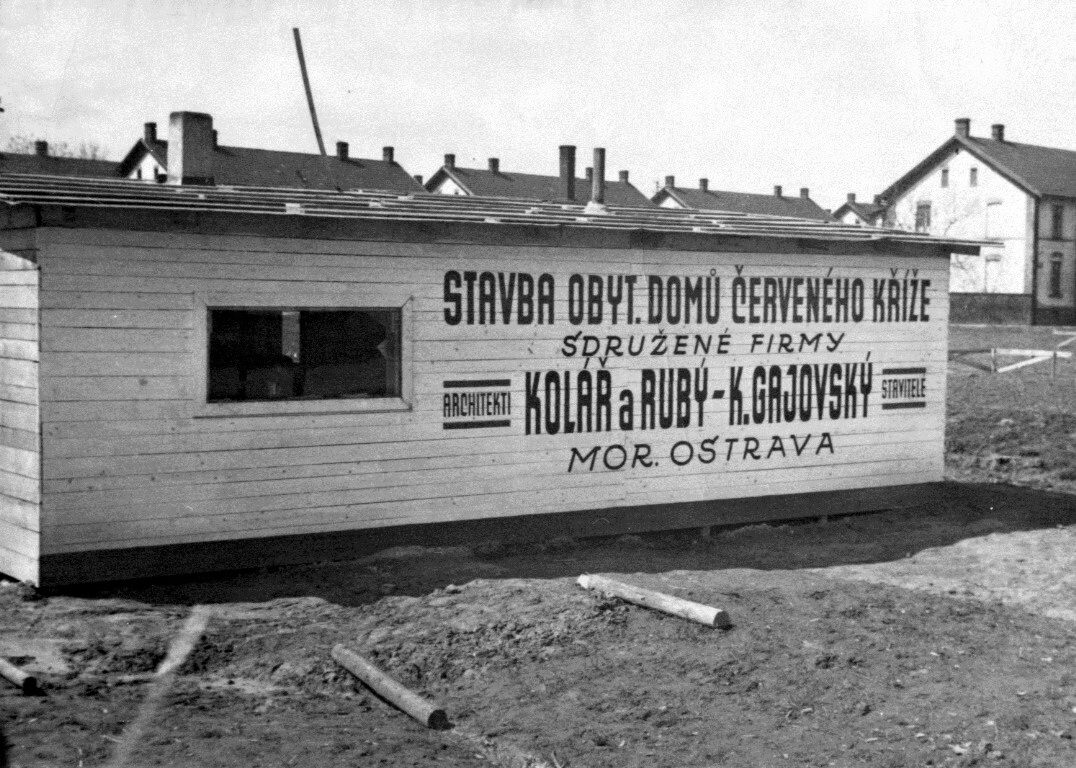 STAVBA OBYT. DOMŮ ČERVENÉHO KŘÍŽE
SDRUŽENÉ FIRMY
ARCHITEKTI KOLÁŘ a RUBÝ - K. GAJOVSKÝ STAVITELÉ
MOR. OSTRAVA